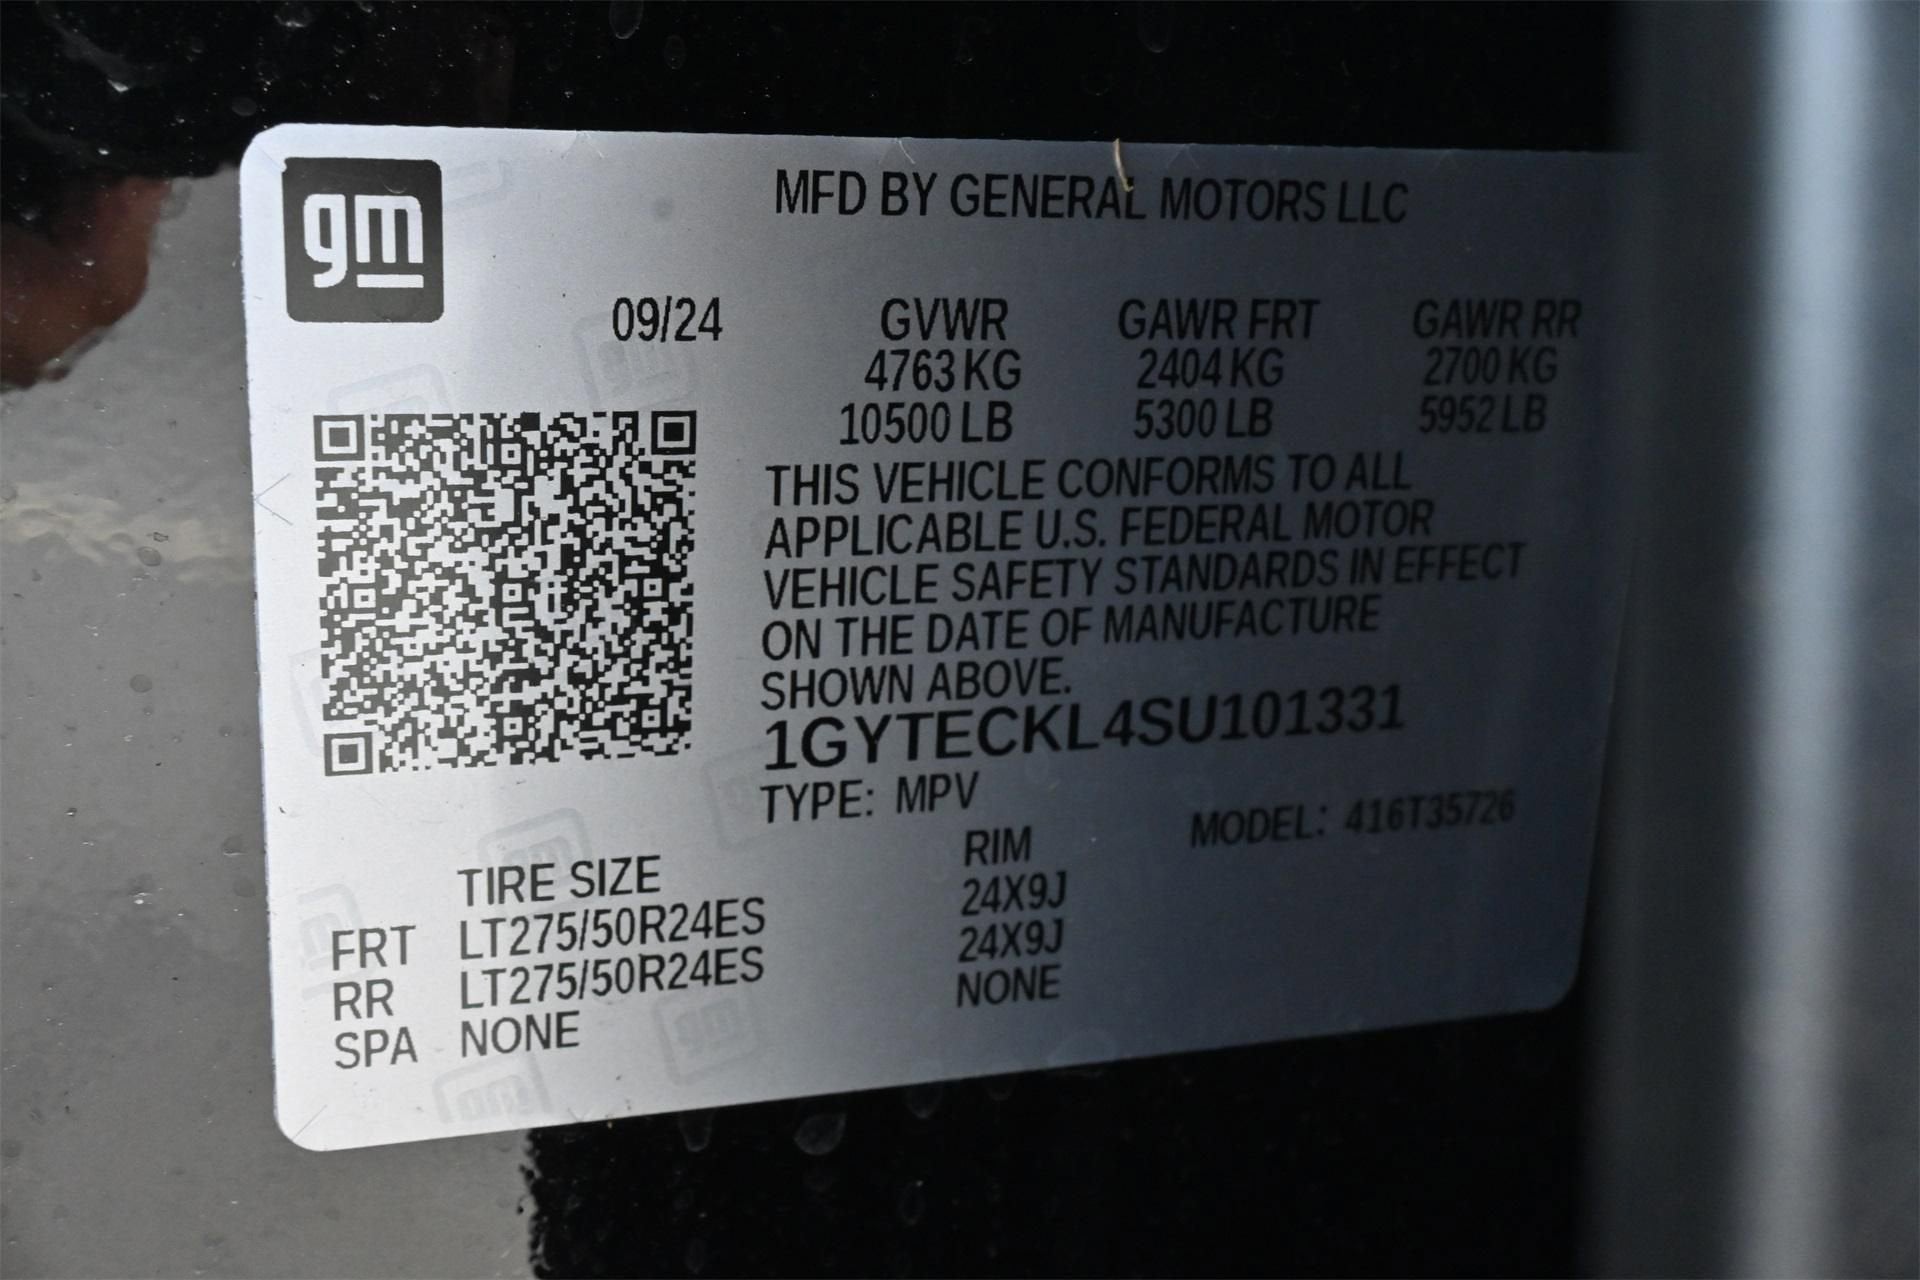 gm
MFD BY GENERAL MOTORS LLC
09/24 GVWR GAWR FRT GAWR RR
4763 KG 2404 KG 2700 KG
10500 LB 5300 LB 5952 LB
THIS VEHICLE CONFORMS TO ALL
APPLICABLE U.S. FEDERAL MOTOR
VEHICLE SAFETY STANDARDS IN EFFECT
ON THE DATE OF MANUFACTURE
SHOWN ABOVE.
1GYTECKL4SU101331
TYPE: MPV MODEL: 416T35726
TIRE SIZE RIM
FRT LT275/50R24ES 24X9J
RR LT275/50R24ES 24X9J
SPA NONE NONE